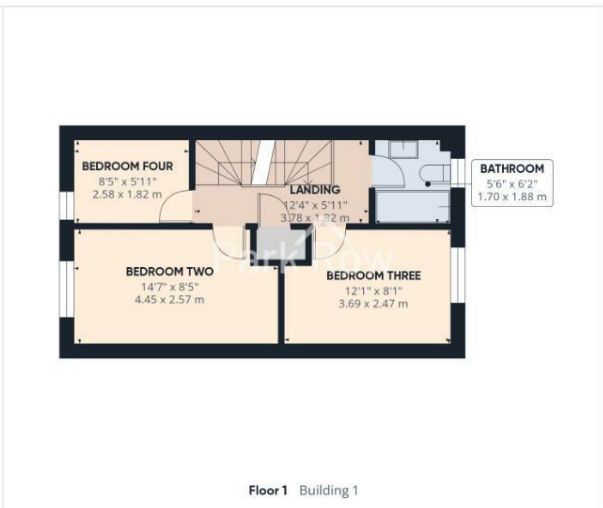 BEDROOM FOUR
8'5" x 5'11"
2.58 x 1.82 m
LANDING
12'4" x 5'11"
3.78 x 1.82 m
BATHROOM
5'6" x 6'2"
1.70 x 1.88 m
Park Row
BEDROOM TWO
14'7" x 8'5"
4.45 x 2.57 m
BEDROOM THREE
12'1" x 8'1"
3.69 x 2.47 m
Floor 1 Building 1